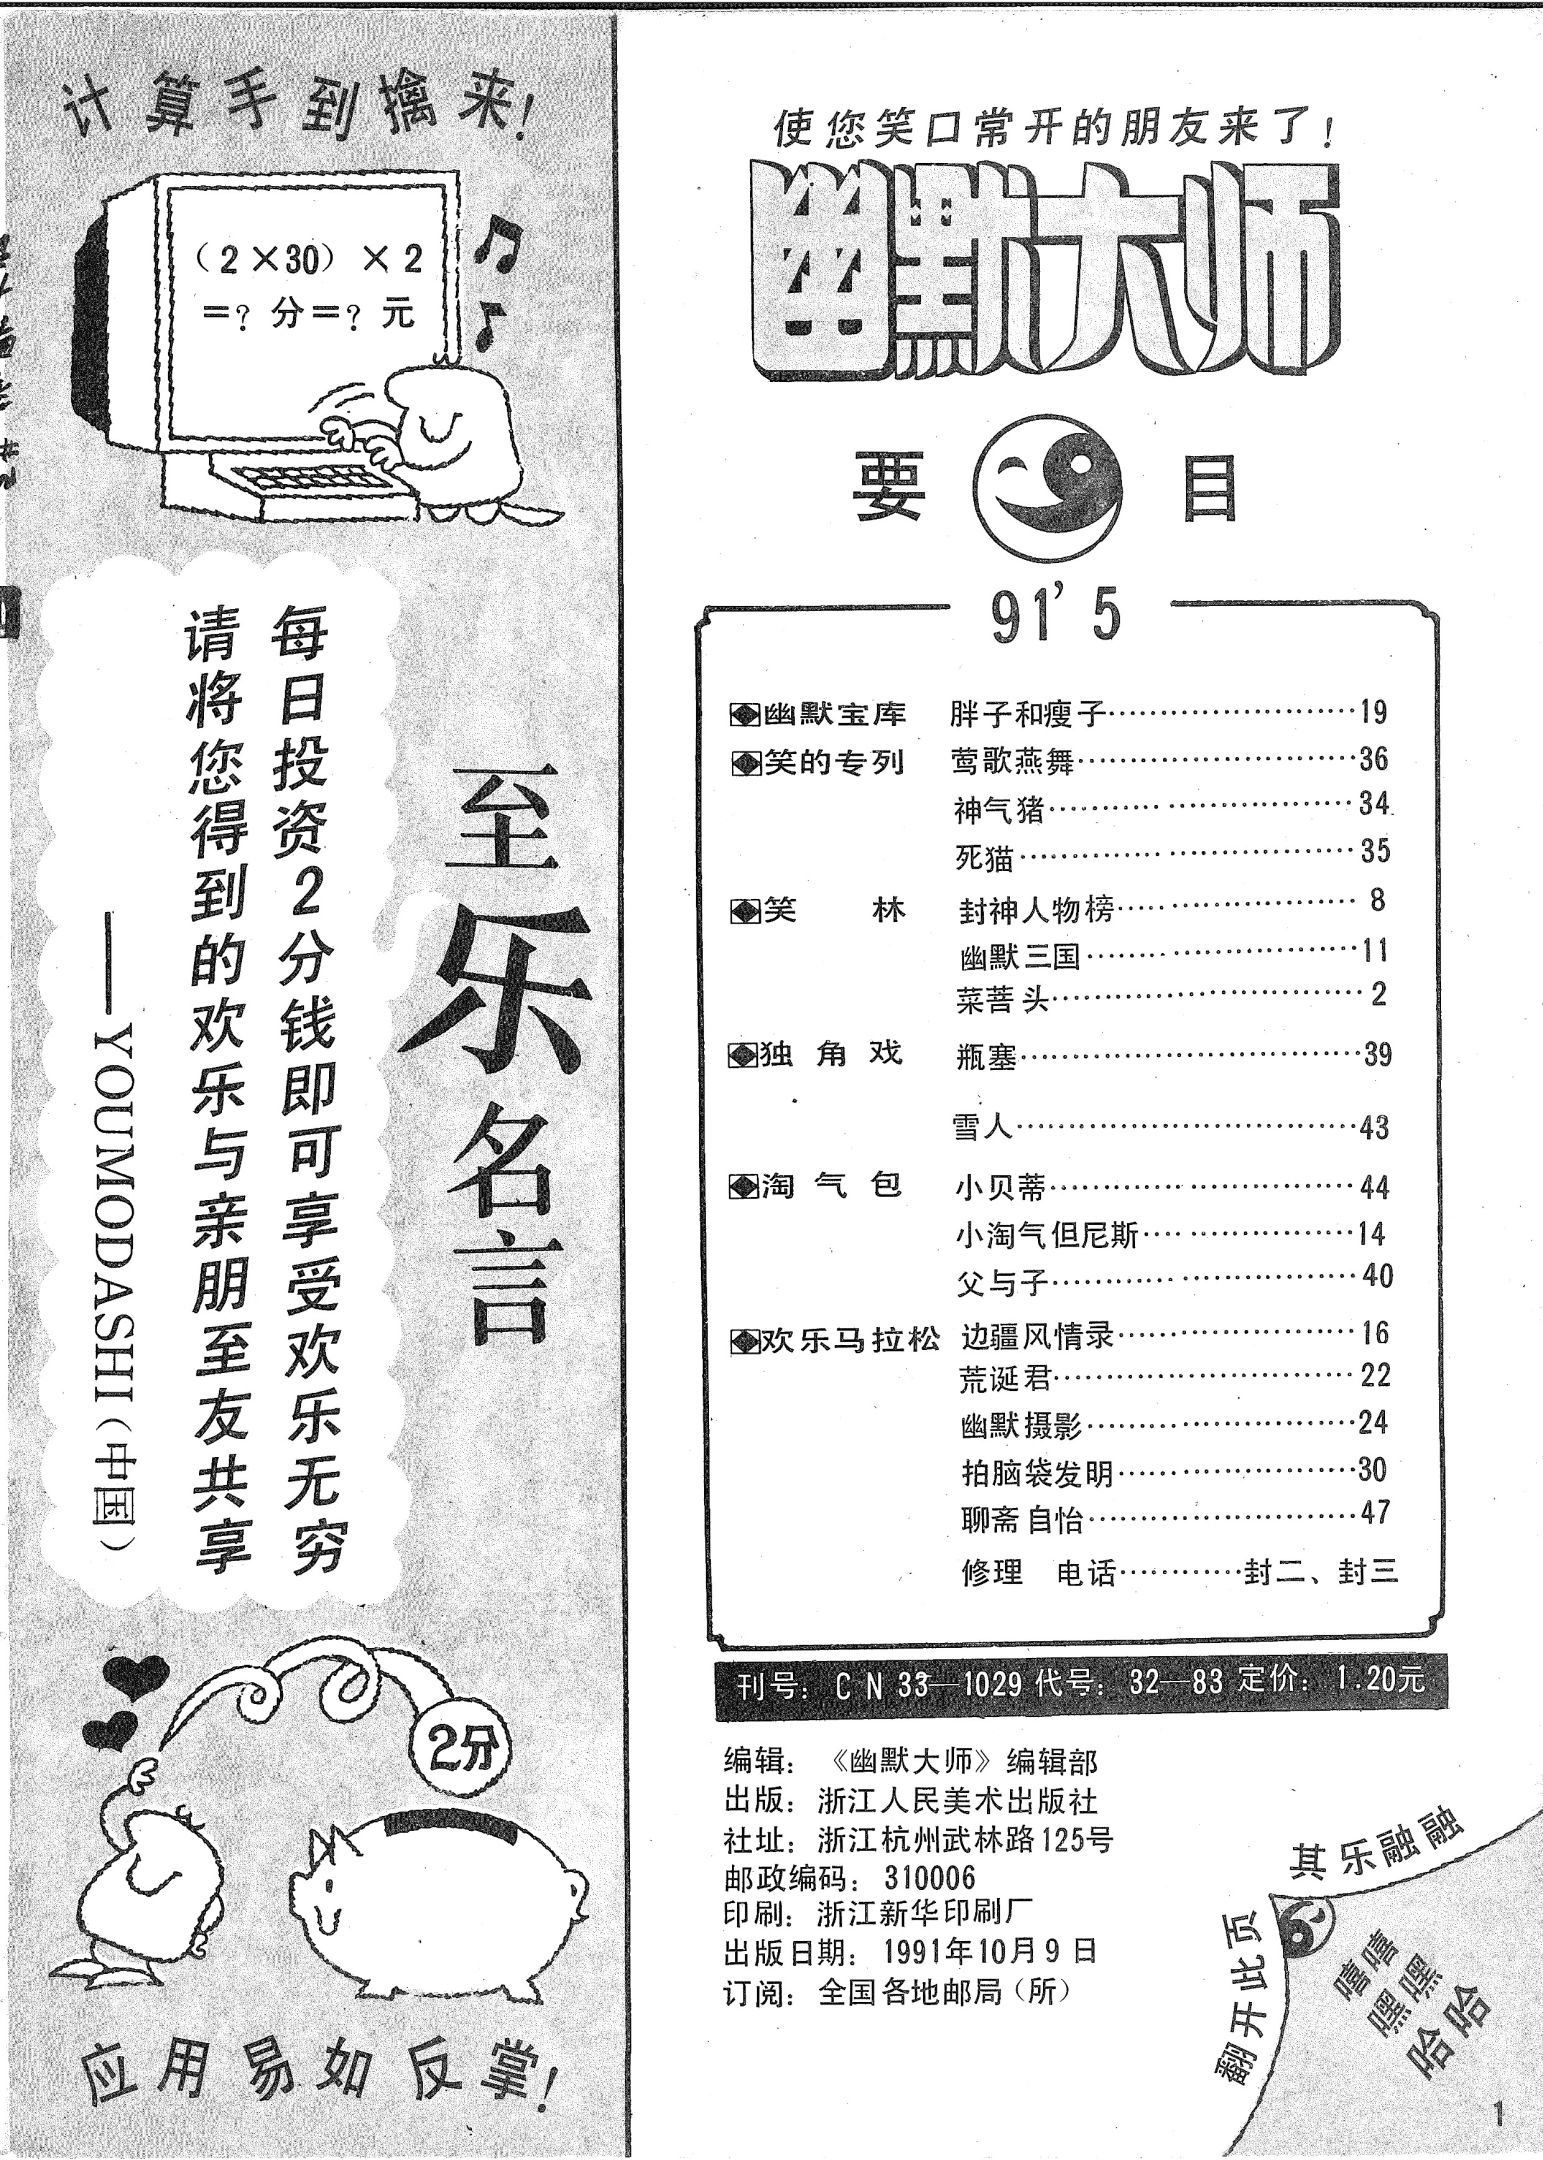 计算手到擒来！
（2×30）×2
=？分=？元
至乐名言
每日投资2分钱即可享受欢乐无穷
请将您得到的欢乐与亲朋至友共享
——YOUMODASHI（中国）
2分
应用易如反掌！
使您笑口常开的朋友来了！
幽默大师
要目
91'5
幽默宝库 胖子和瘦子……………………19
笑的专列 莺歌燕舞……………………36
神气猪……………………34
死猫……………………35
笑林 封神人物榜……………………8
幽默三国……………………11
菜菩头……………………2
独角戏 瓶塞……………………39
雪人……………………43
淘气包 小贝蒂……………………44
小淘气但尼斯……………………14
父与子……………………40
欢乐马拉松 边疆风情录……………………16
荒诞君……………………22
幽默摄影……………………24
拍脑袋发明……………………30
聊斋自怡……………………47
修理 电话…………封二、封三
刊号：CN 33—1029 代号：32—83 定价：1.20元
编辑：《幽默大师》编辑部
出版：浙江人民美术出版社
社址：浙江杭州武林路125号
邮政编码：310006
印刷：浙江新华印刷厂
出版日期：1991年10月9日
订阅：全国各地邮局（所）
翻开此页
其乐融融
嘻嘻
嘿嘿
哈哈
1